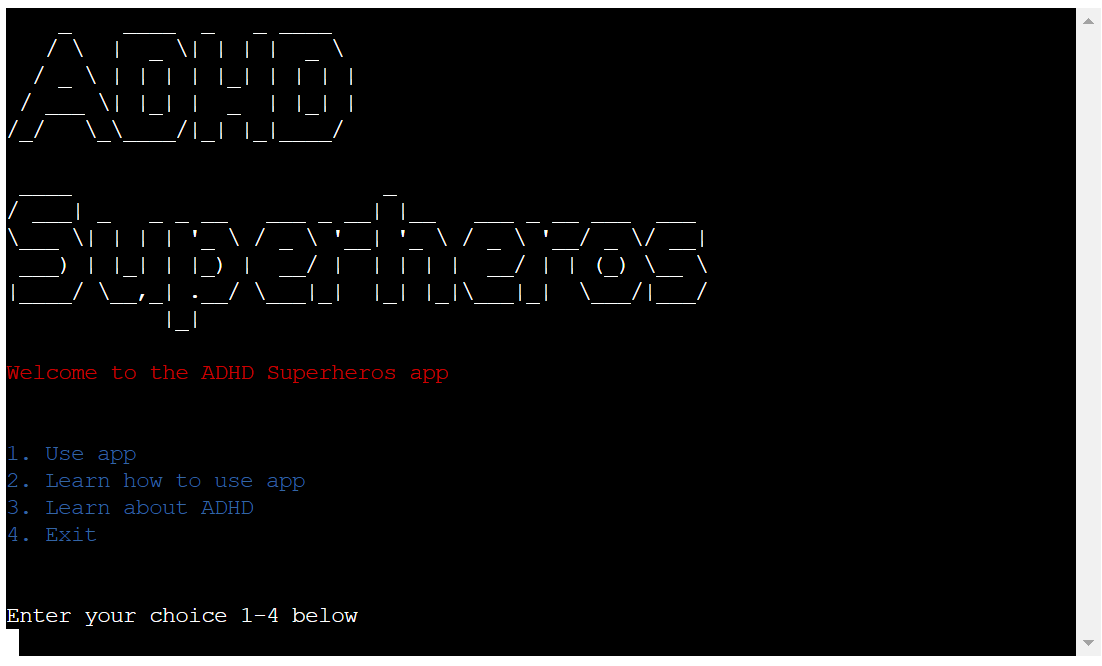 ADHD
Superheros
Welcome to the ADHD Superheros app
1. Use app
2. Learn how to use app
3. Learn about ADHD
4. Exit
Enter your choice 1-4 below